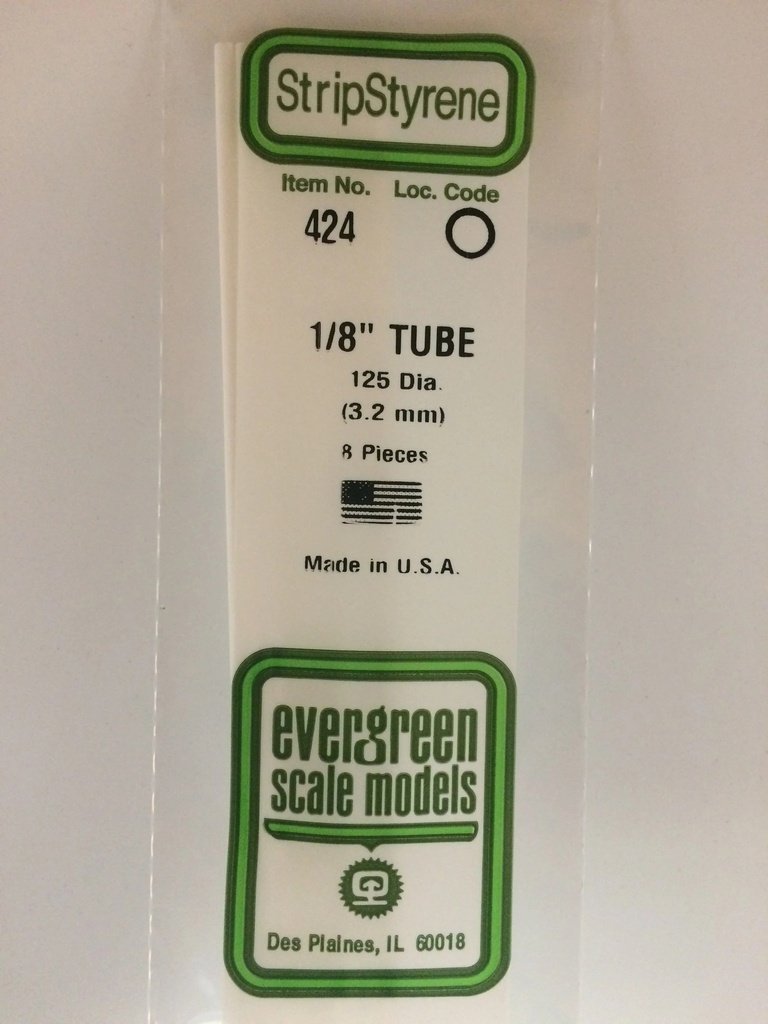 StripStyrene
Item No. Loc. Code
424
1/8" TUBE
125 Dia.
(3.2 mm)
8 Pieces
Made in U.S.A.
evergreen
scale models
Des Plaines, IL 60018